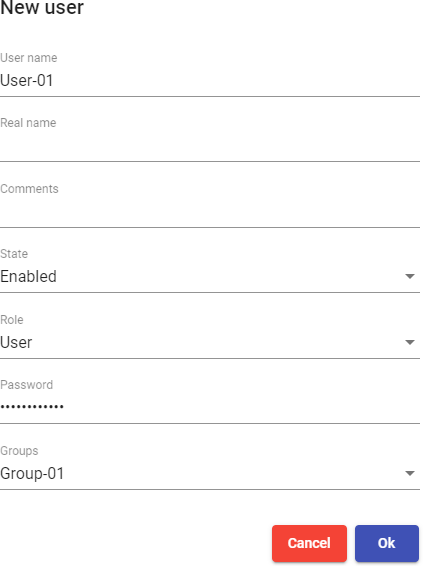 New user
User name
User-01
Real name
Comments
State
Enabled
Role
User
Password
••••••••••••
Groups
Group-01
Cancel Ok